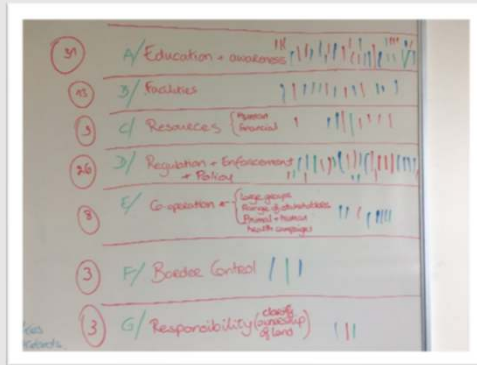 31 A/ Education + awareness
13 B/ Facilities
9 C/ Resources { human
financial
26 D/ Regulation + Enforcement
+ Policy
8 E/ Co-operation { large groups
range of stakeholders
Animal + human
health campaigns
3 F/ Border Control
3 G/ Responsibility ( clarify
ownership
of land )